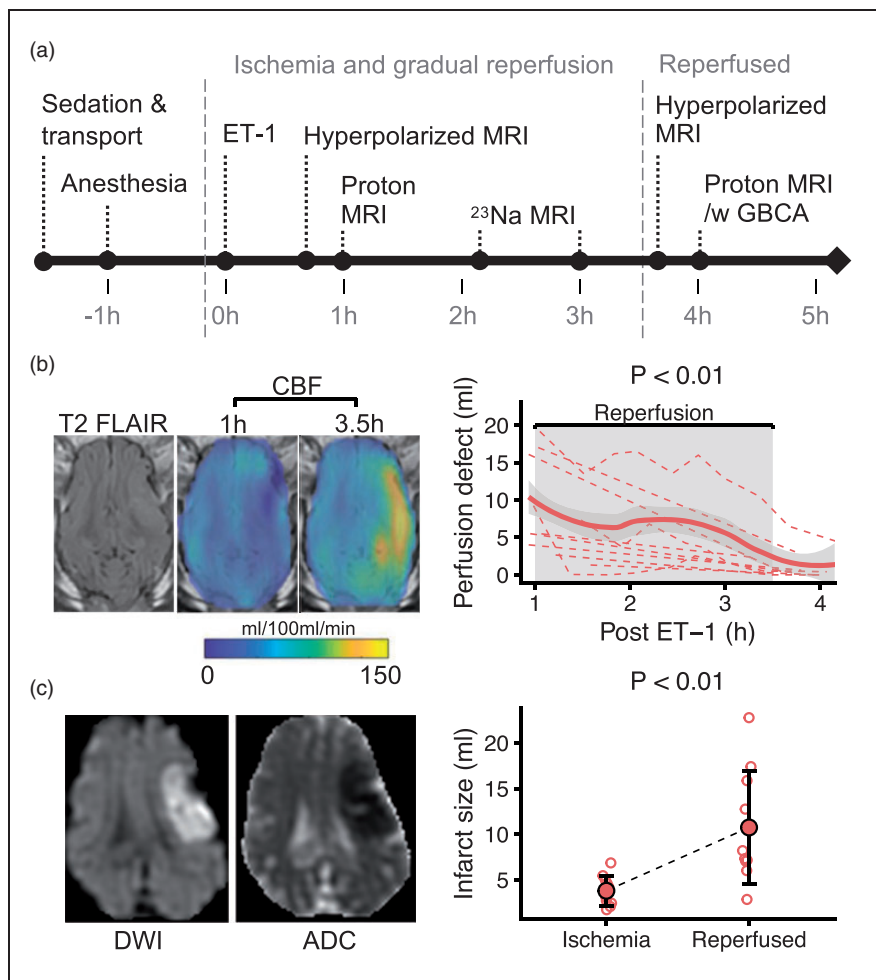 (a)
Ischemia and gradual reperfusion
Reperfused
Sedation &
transport
Anesthesia
ET-1
Hyperpolarized MRI
Proton
MRI
²³Na MRI
Hyperpolarized
MRI
Proton MRI
/w GBCA
-1h
0h
1h
2h
3h
4h
5h
(b)
CBF
T2 FLAIR
1h
3.5h
ml/100ml/min
0
150
P < 0.01
Reperfusion
Perfusion defect (ml)
20
15
10
5
0
1
2
3
4
Post ET−1 (h)
(c)
DWI
ADC
P < 0.01
Infarct size (ml)
20
15
10
5
Ischemia
Reperfused